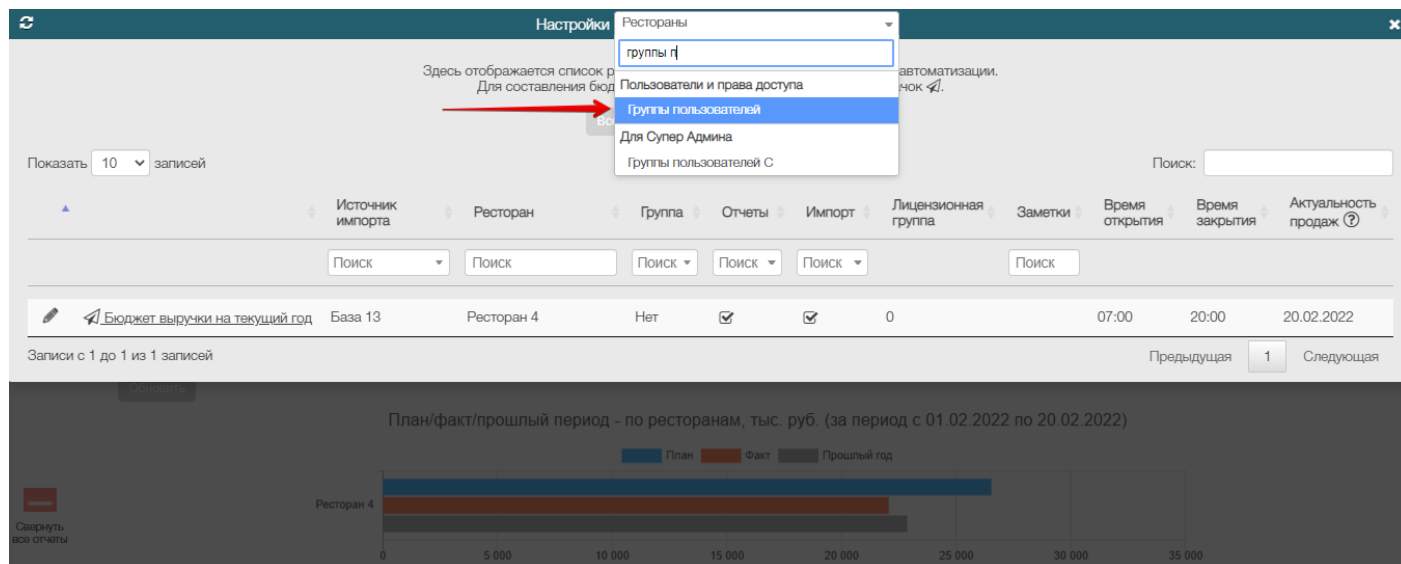 Настройки Рестораны
группы п
Здесь отображается список р автоматизации.
Для составления бюд чок
Пользователи и права доступа
Группы пользователей
Для Супер Админа
Группы пользователей С
Показать 10 записей Поиск:
Источник импорта Ресторан Группа Отчеты Импорт Лицензионная группа Заметки Время открытия Время закрытия Актуальность продаж ?
Поиск Поиск Поиск Поиск Поиск Поиск
Бюджет выручки на текущий год База 13 Ресторан 4 Нет 0 07:00 20:00 20.02.2022
Записи с 1 до 1 из 1 записей Предыдущая 1 Следующая
Обновить
План/факт/прошлый период - по ресторанам, тыс. руб. (за период с 01.02.2022 по 20.02.2022)
План Факт Прошлый год
Ресторан 4
Свернуть
все отчеты
0 5 000 10 000 15 000 20 000 25 000 30 000 35 000